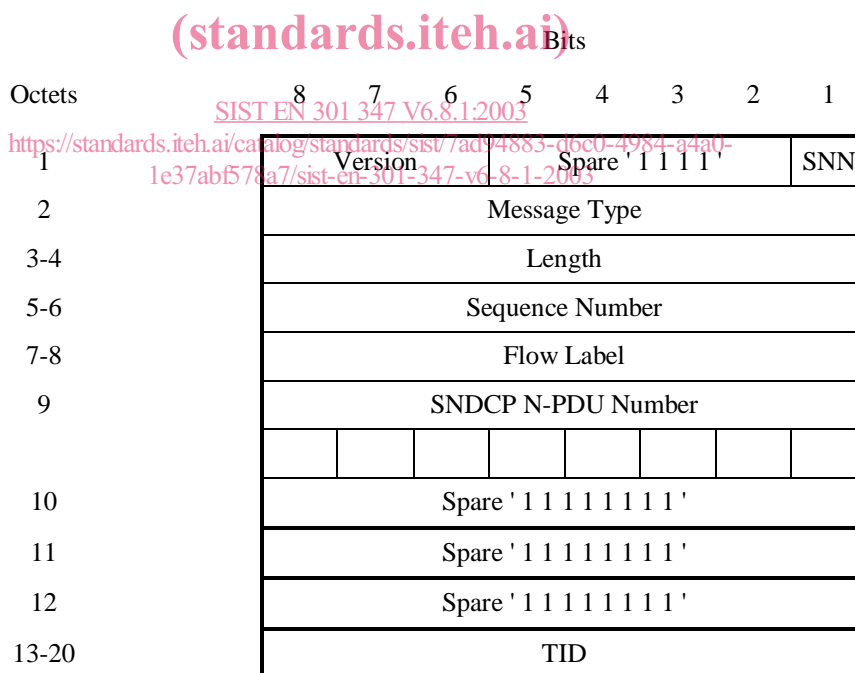 (standards.iteh.ai)
Bits
Octets 8 7 6 5 4 3 2 1
SIST EN 301 347 V6.8.1:2003
https://standards.iteh.ai/catalog/standards/sist/7ad94883-d6c0-4984-a4a0-
1 Version Spare ' 1 1 1 1 ' SNN
1e37abf578a7/sist-en-301-347-v6-8-1-2003
2 Message Type
3-4 Length
5-6 Sequence Number
7-8 Flow Label
9 SNDCP N-PDU Number
10 Spare ' 1 1 1 1 1 1 1 1 '
11 Spare ' 1 1 1 1 1 1 1 1 '
12 Spare ' 1 1 1 1 1 1 1 1 '
13-20 TID